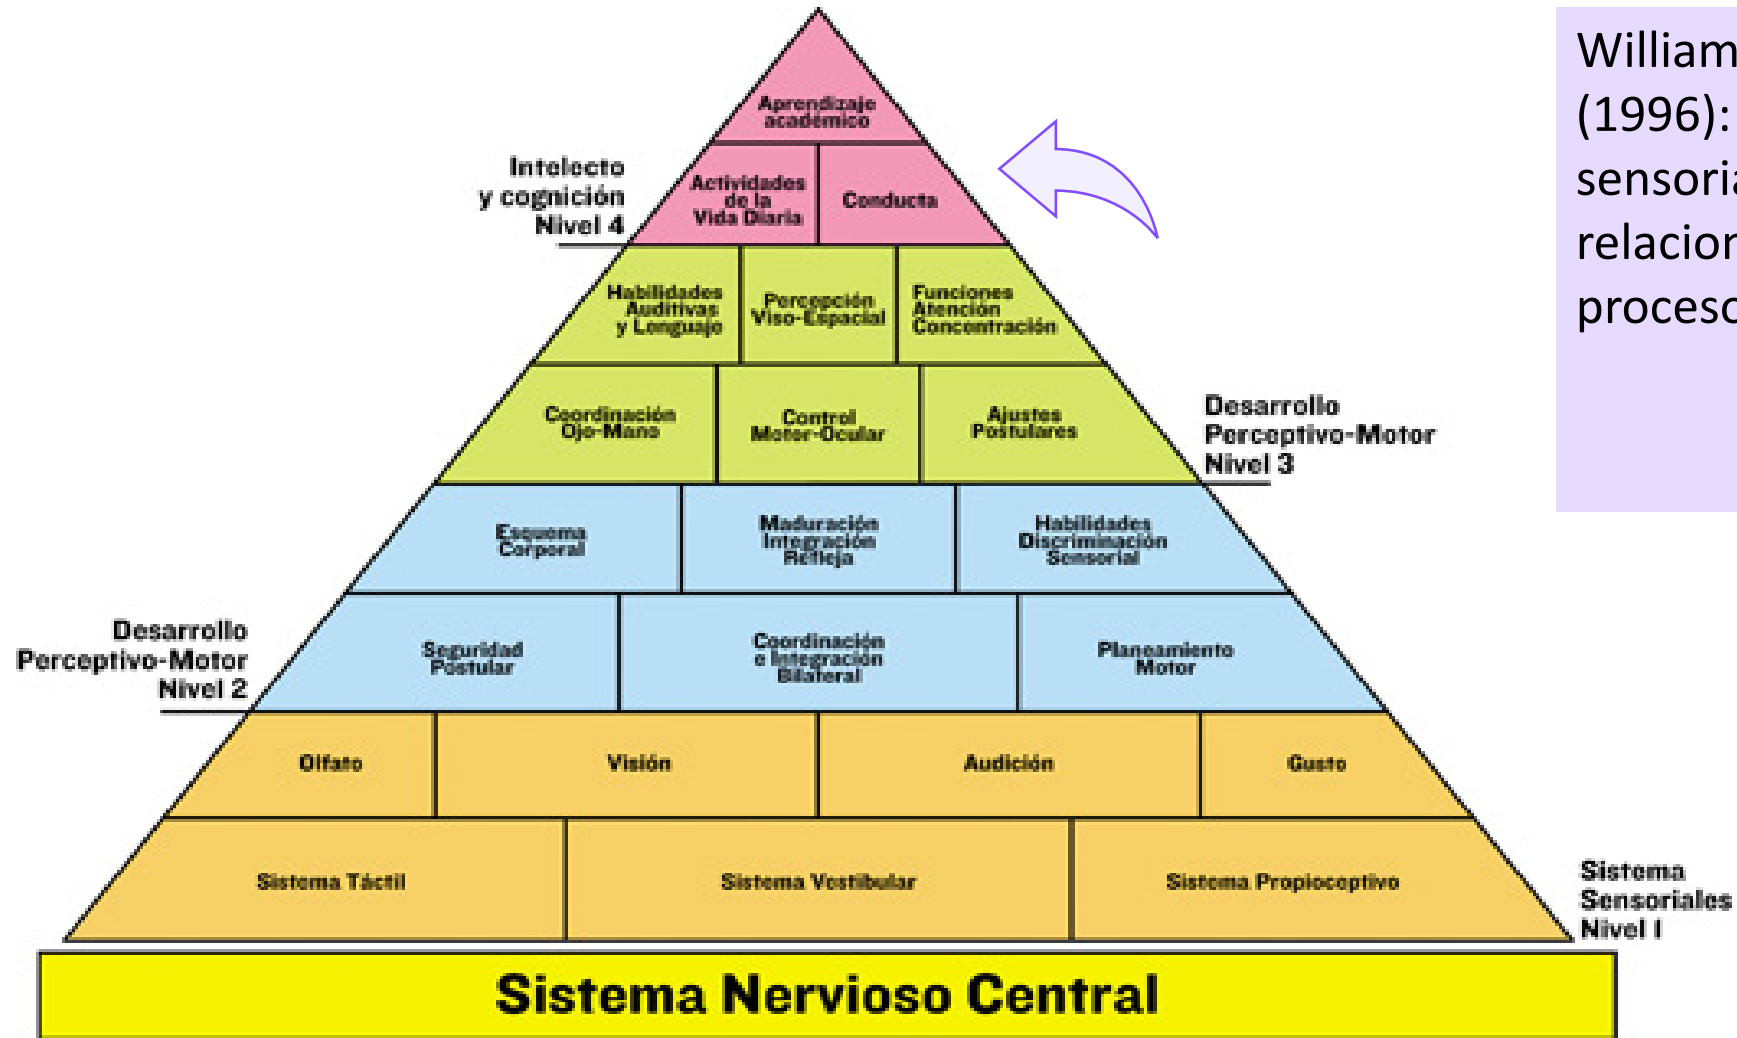 Aprendizaje
académico
Intelecto
y cognición
Nivel 4
Actividades
de la
Vida Diaria
Conducta
Habilidades
Auditivas
y Lenguaje
Percepción
Viso-Espacial
Funciones
Atención
Concentración
Coordinación
Ojo-Mano
Control
Motor-Ocular
Ajustes
Postulares
Desarrollo
Perceptivo-Motor
Nivel 3
Esquema
Corporal
Maduración
Integración
Refleja
Habilidades
Discriminación
Sensorial
Desarrollo
Perceptivo-Motor
Nivel 2
Seguridad
Postular
Coordinación
e Integración
Bilateral
Planeamiento
Motor
Olfato
Visión
Audición
Gusto
Sistema Táctil
Sistema Vestibular
Sistema Propioceptivo
Sistema
Sensoriales
Nivel I
Sistema Nervioso Central
William
(1996):
sensoria
relacion
proceso